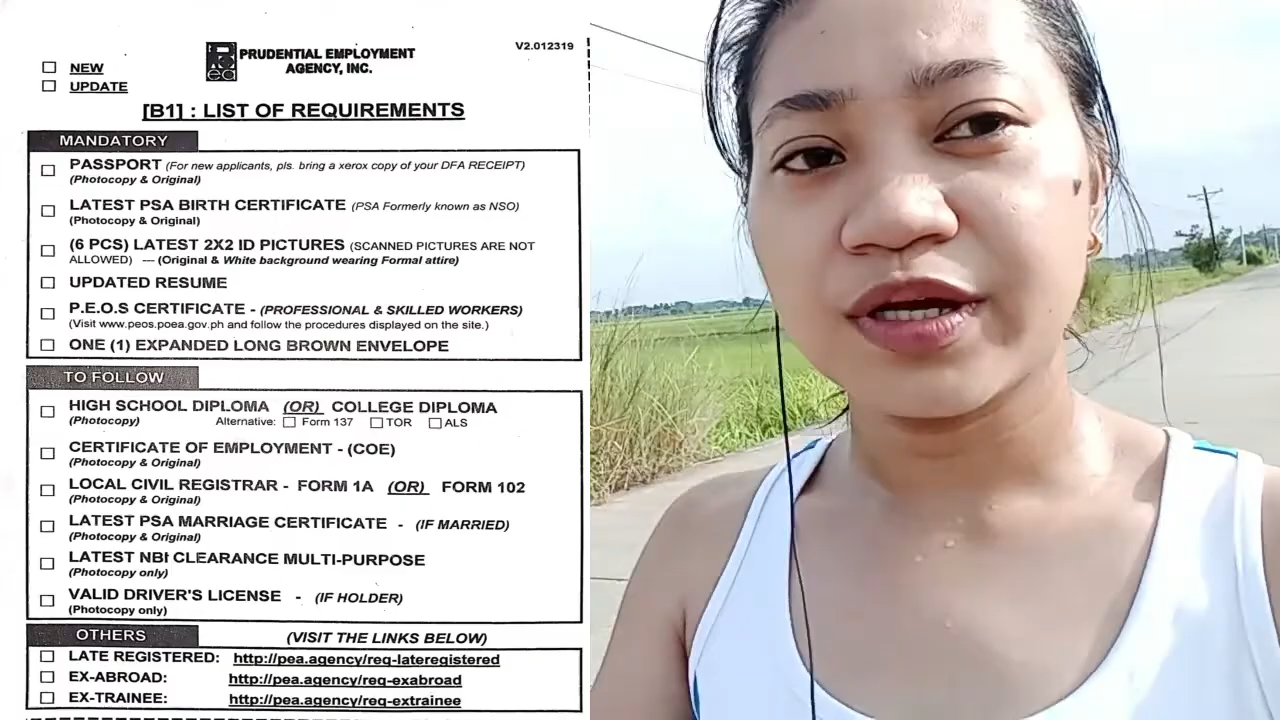 PRUDENTIAL EMPLOYMENT
AGENCY, INC.
V2.012319
NEW
UPDATE
[B1] : LIST OF REQUIREMENTS
MANDATORY
PASSPORT (For new applicants, pls. bring a xerox copy of your DFA RECEIPT)
(Photocopy & Original)
LATEST PSA BIRTH CERTIFICATE (PSA Formerly known as NSO)
(Photocopy & Original)
(6 PCS) LATEST 2X2 ID PICTURES (SCANNED PICTURES ARE NOT
ALLOWED) --- (Original & White background wearing Formal attire)
UPDATED RESUME
P.E.O.S CERTIFICATE - (PROFESSIONAL & SKILLED WORKERS)
(Visit www.peos.poea.gov.ph and follow the procedures displayed on the site.)
ONE (1) EXPANDED LONG BROWN ENVELOPE
TO FOLLOW
HIGH SCHOOL DIPLOMA (OR) COLLEGE DIPLOMA
(Photocopy) Alternative: Form 137 TOR ALS
CERTIFICATE OF EMPLOYMENT - (COE)
(Photocopy & Original)
LOCAL CIVIL REGISTRAR - FORM 1A (OR) FORM 102
(Photocopy & Original)
LATEST PSA MARRIAGE CERTIFICATE - (IF MARRIED)
(Photocopy & Original)
LATEST NBI CLEARANCE MULTI-PURPOSE
(Photocopy only)
VALID DRIVER'S LICENSE - (IF HOLDER)
(Photocopy only)
OTHERS (VISIT THE LINKS BELOW)
LATE REGISTERED: http://pea.agency/req-lateregistered
EX-ABROAD: http://pea.agency/req-exabroad
EX-TRAINEE: http://pea.agency/req-extrainee